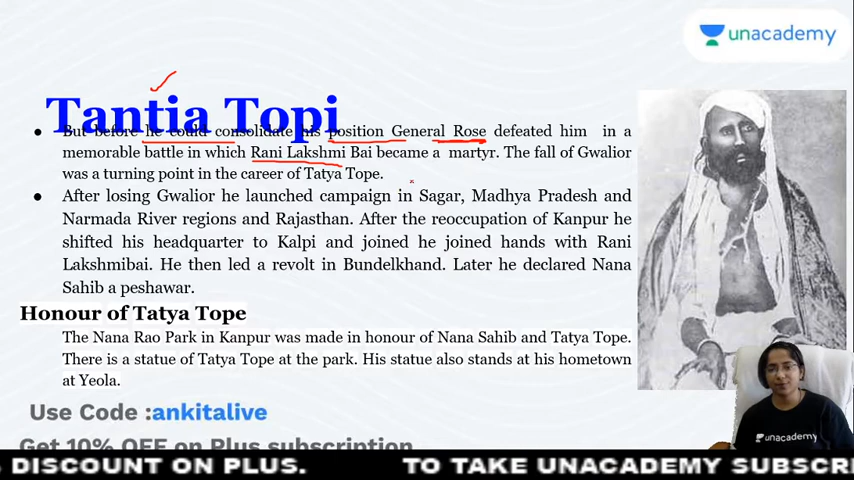 unacademy
Tantia Topi
● But before he could consolidate his position General Rose defeated him in a
memorable battle in which Rani Lakshmi Bai became a martyr. The fall of Gwalior
was a turning point in the career of Tatya Tope.
● After losing Gwalior he launched campaign in Sagar, Madhya Pradesh and
Narmada River regions and Rajasthan. After the reoccupation of Kanpur he
shifted his headquarter to Kalpi and joined he joined hands with Rani
Lakshmibai. He then led a revolt in Bundelkhand. Later he declared Nana
Sahib a peshawar.
Honour of Tatya Tope
The Nana Rao Park in Kanpur was made in honour of Nana Sahib and Tatya Tope.
There is a statue of Tatya Tope at the park. His statue also stands at his hometown
at Yeola.
unacademy
Use Code :ankitalive
Get 10% OFF on Plus subscription
DISCOUNT ON PLUS. TO TAKE UNACADEMY SUBSCR